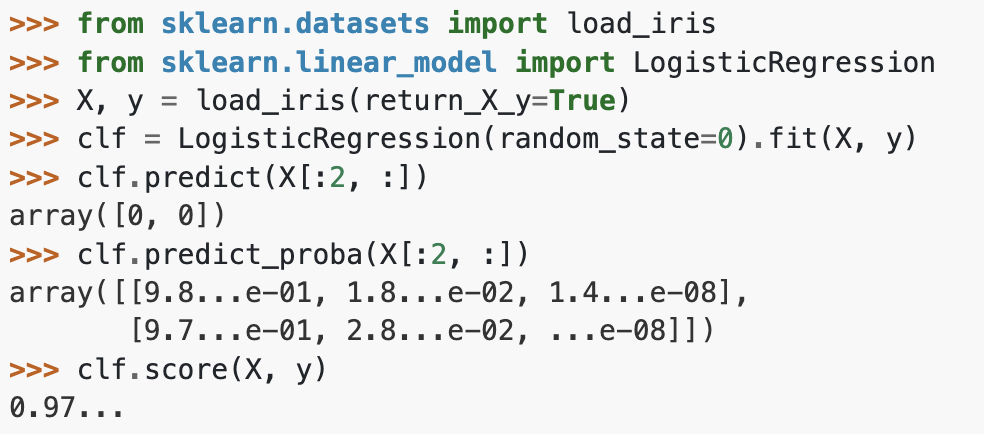 >>> from sklearn.datasets import load_iris
>>> from sklearn.linear_model import LogisticRegression
>>> X, y = load_iris(return_X_y=True)
>>> clf = LogisticRegression(random_state=0).fit(X, y)
>>> clf.predict(X[:2, :])
array([0, 0])
>>> clf.predict_proba(X[:2, :])
array([[9.8...e-01, 1.8...e-02, 1.4...e-08],
       [9.7...e-01, 2.8...e-02, ...e-08]])
>>> clf.score(X, y)
0.97...